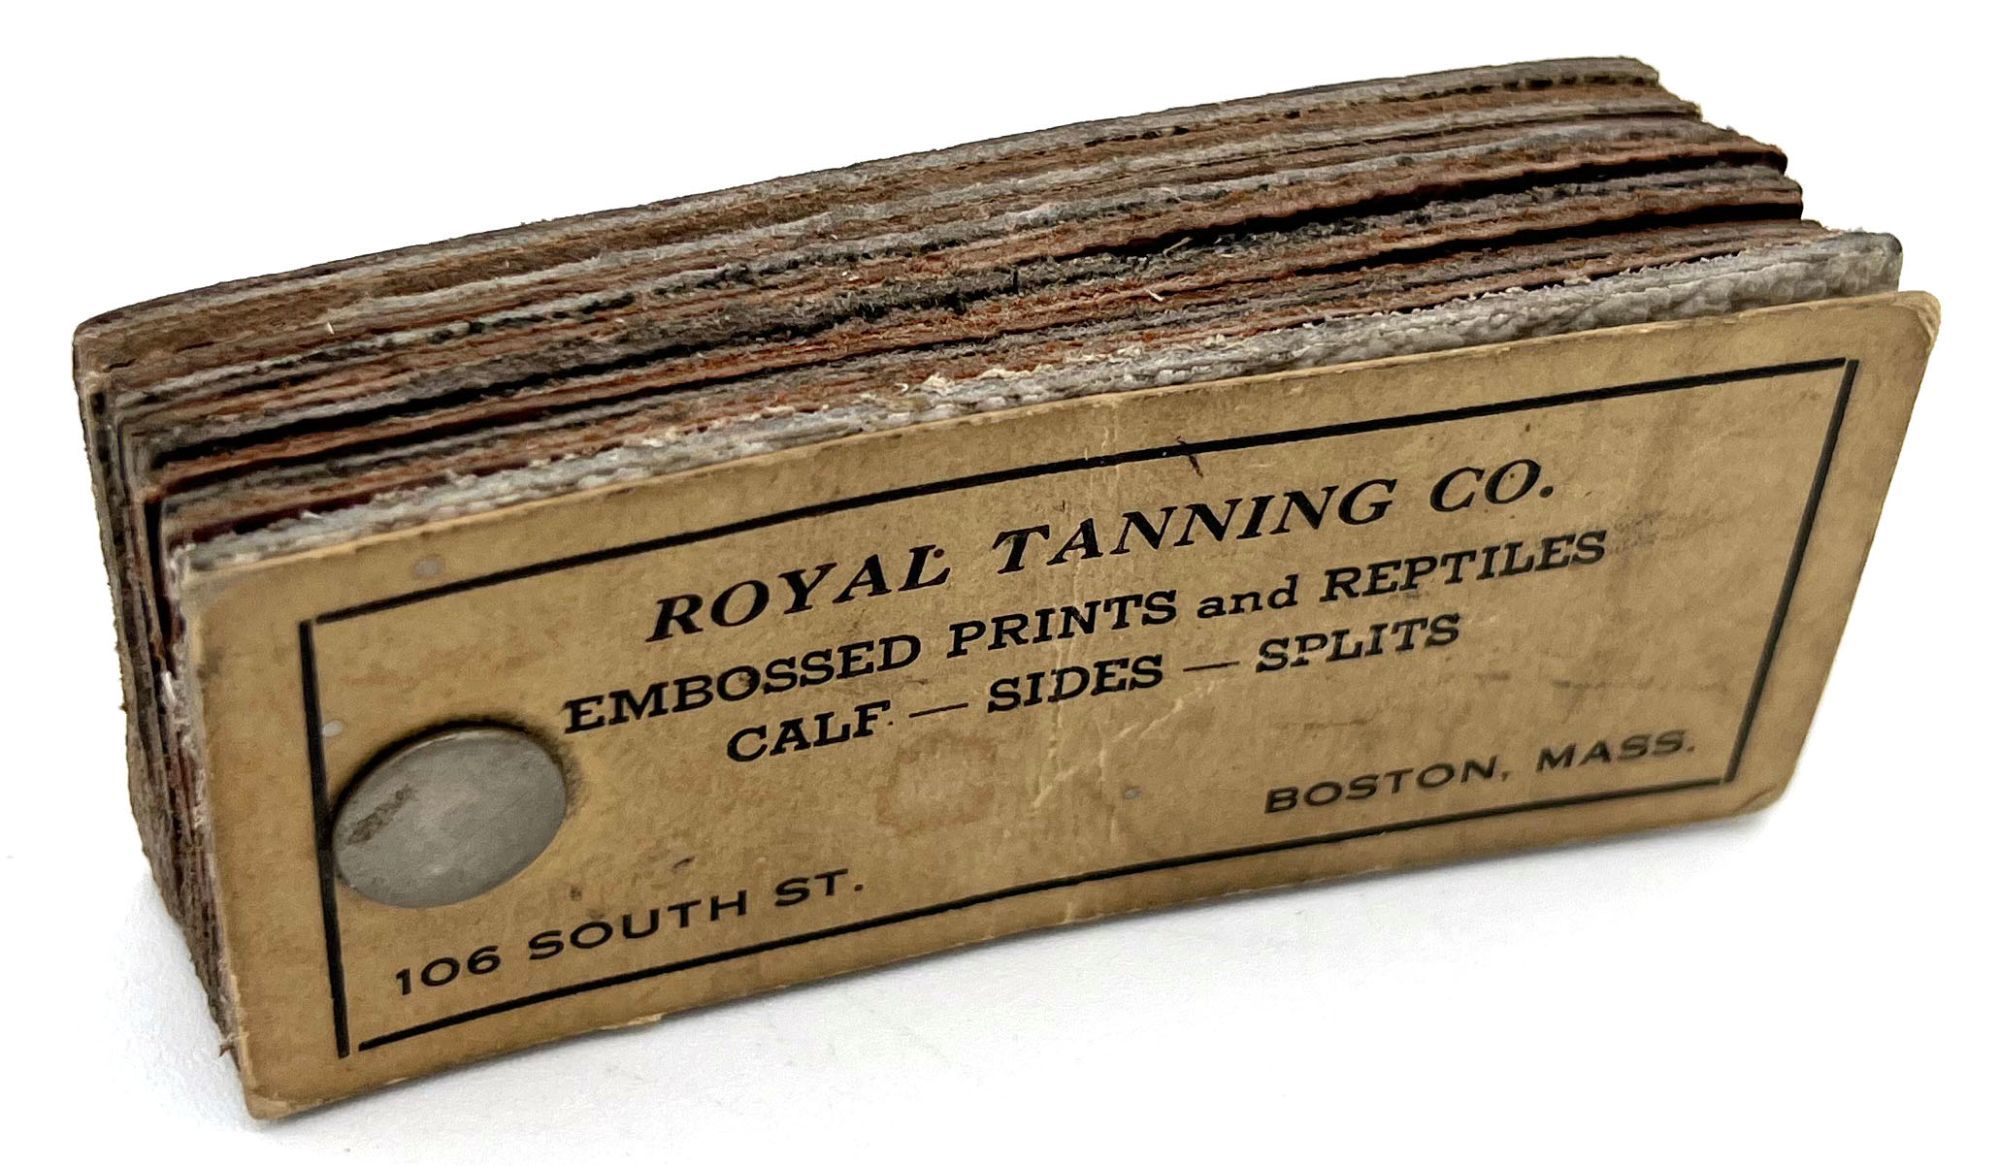 ROYAL TANNING CO.
EMBOSSED PRINTS and REPTILES
CALF — SIDES — SPLITS
106 SOUTH ST.
BOSTON, MASS.